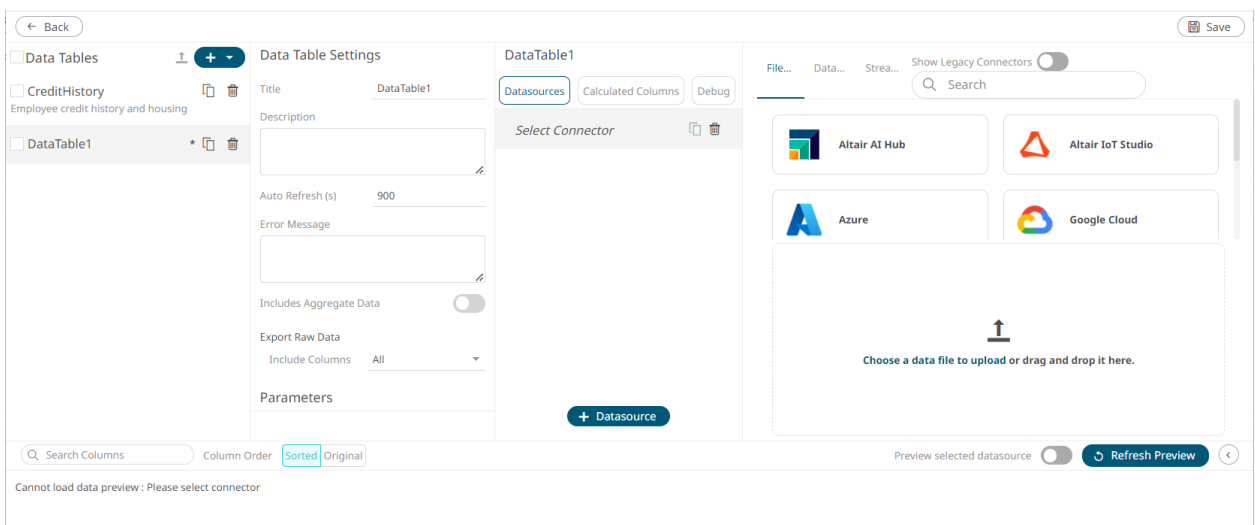 Back
Save
Data Tables
CreditHistory
Employee credit history and housing
DataTable1
*
Data Table Settings
Title
DataTable1
Description
Auto Refresh (s)
900
Error Message
Includes Aggregate Data
Export Raw Data
Include Columns
All
Parameters
DataTable1
Datasources
Calculated Columns
Debug
Select Connector
+ Datasource
File...
Data...
Strea...
Show Legacy Connectors
Search
Altair AI Hub
Altair IoT Studio
Azure
Google Cloud
Choose a data file to upload or drag and drop it here.
Search Columns
Column Order
Sorted
Original
Preview selected datasource
Refresh Preview
Cannot load data preview : Please select connector